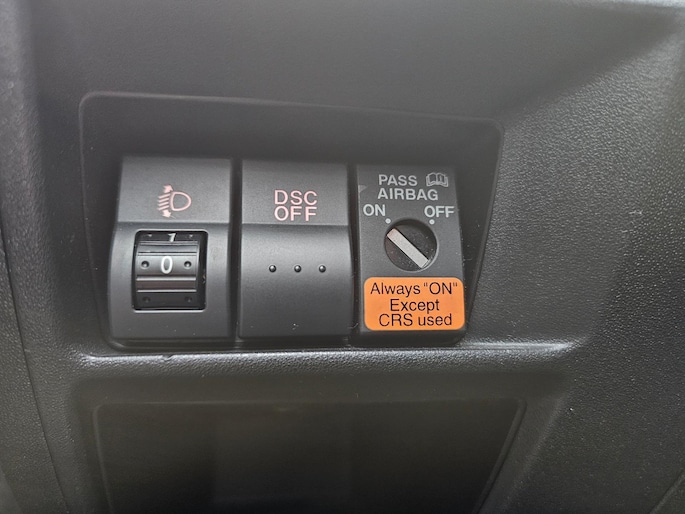 1
0
DSC
OFF
PASS
AIRBAG
ON OFF
Always "ON"
Except
CRS used